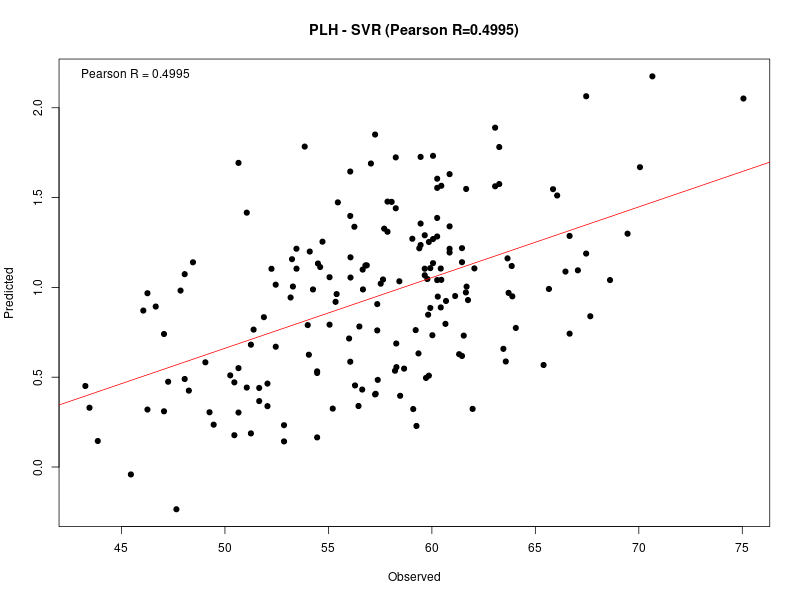 PLH - SVR (Pearson R=0.4995)
Pearson R = 0.4995
2.0
1.5
1.0
0.5
0.0
Predicted
45 50 55 60 65 70 75
Observed